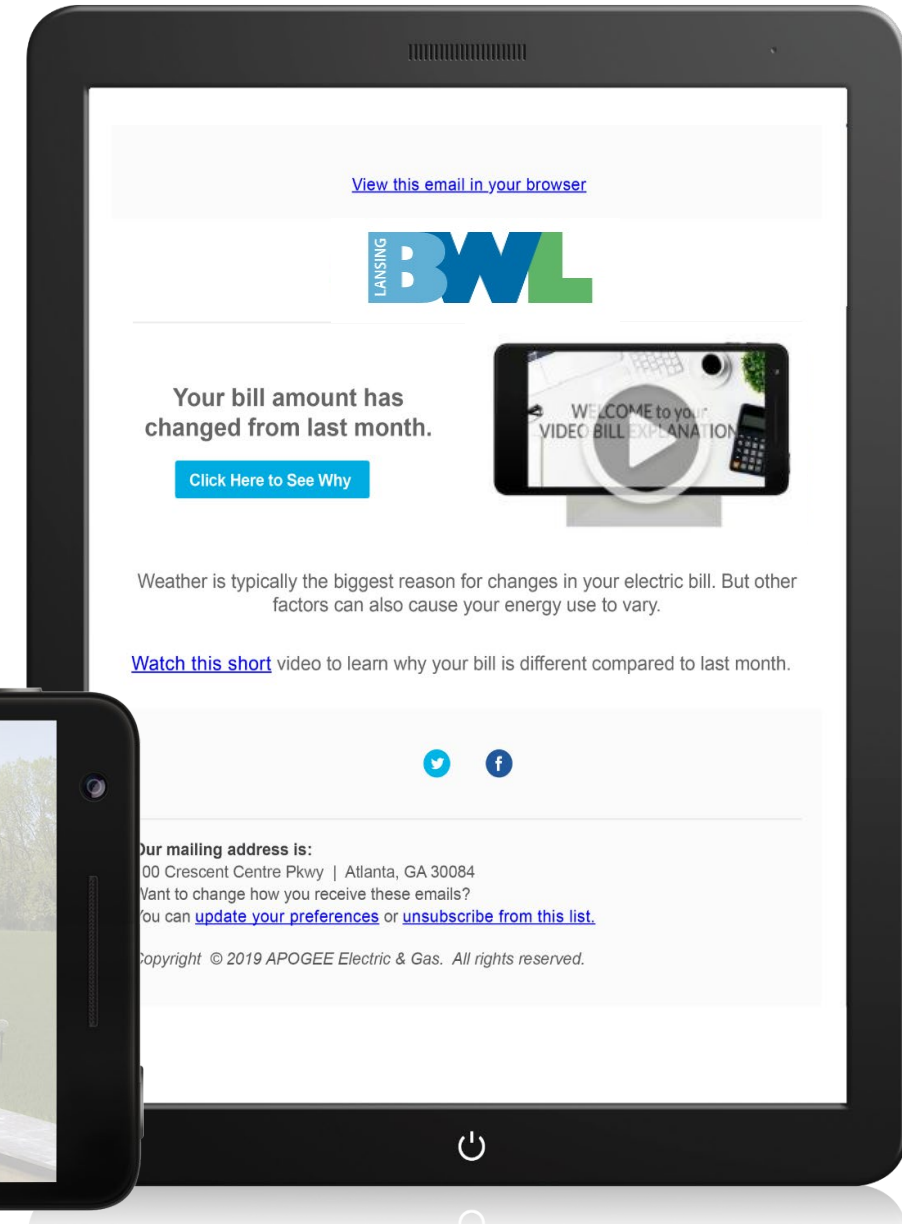 View this email in your browser
LANSING
BWL
Your bill amount has
changed from last month.
Click Here to See Why
WELCOME to your
VIDEO BILL EXPLANATION
Weather is typically the biggest reason for changes in your electric bill. But other
factors can also cause your energy use to vary.
Watch this short video to learn why your bill is different compared to last month.
mailing address is:
Crescent Centre Pkwy | Atlanta, GA 30084
to change how you receive these emails?
can update your preferences or unsubscribe from this list.
© 2019 APOGEE Electric & Gas. All rights reserved.